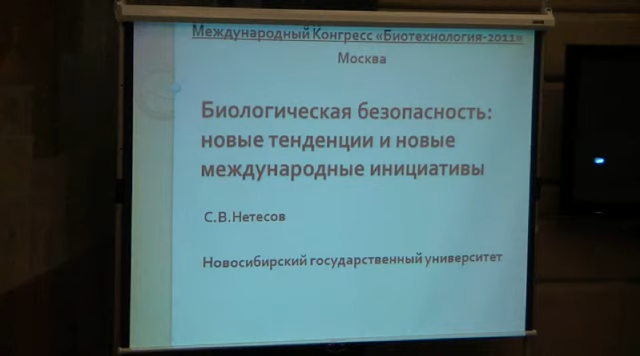 Международный Конгресс «Биотехнология-2011»
Москва
Биологическая безопасность:
новые тенденции и новые
международные инициативы
С.В.Нетесов
Новосибирский государственный университет